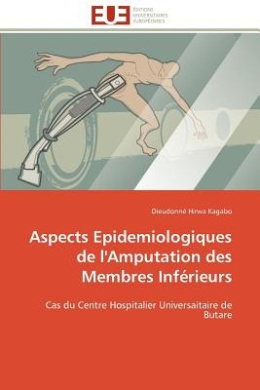 EUE
ÉDITIONS
UNIVERSITAIRES
EUROPÉENNES
Dieudonné Hirwa Kagabo
Aspects Epidemiologiques
de l'Amputation des
Membres Inférieurs
Cas du Centre Hospitalier Universaitaire de
Butare